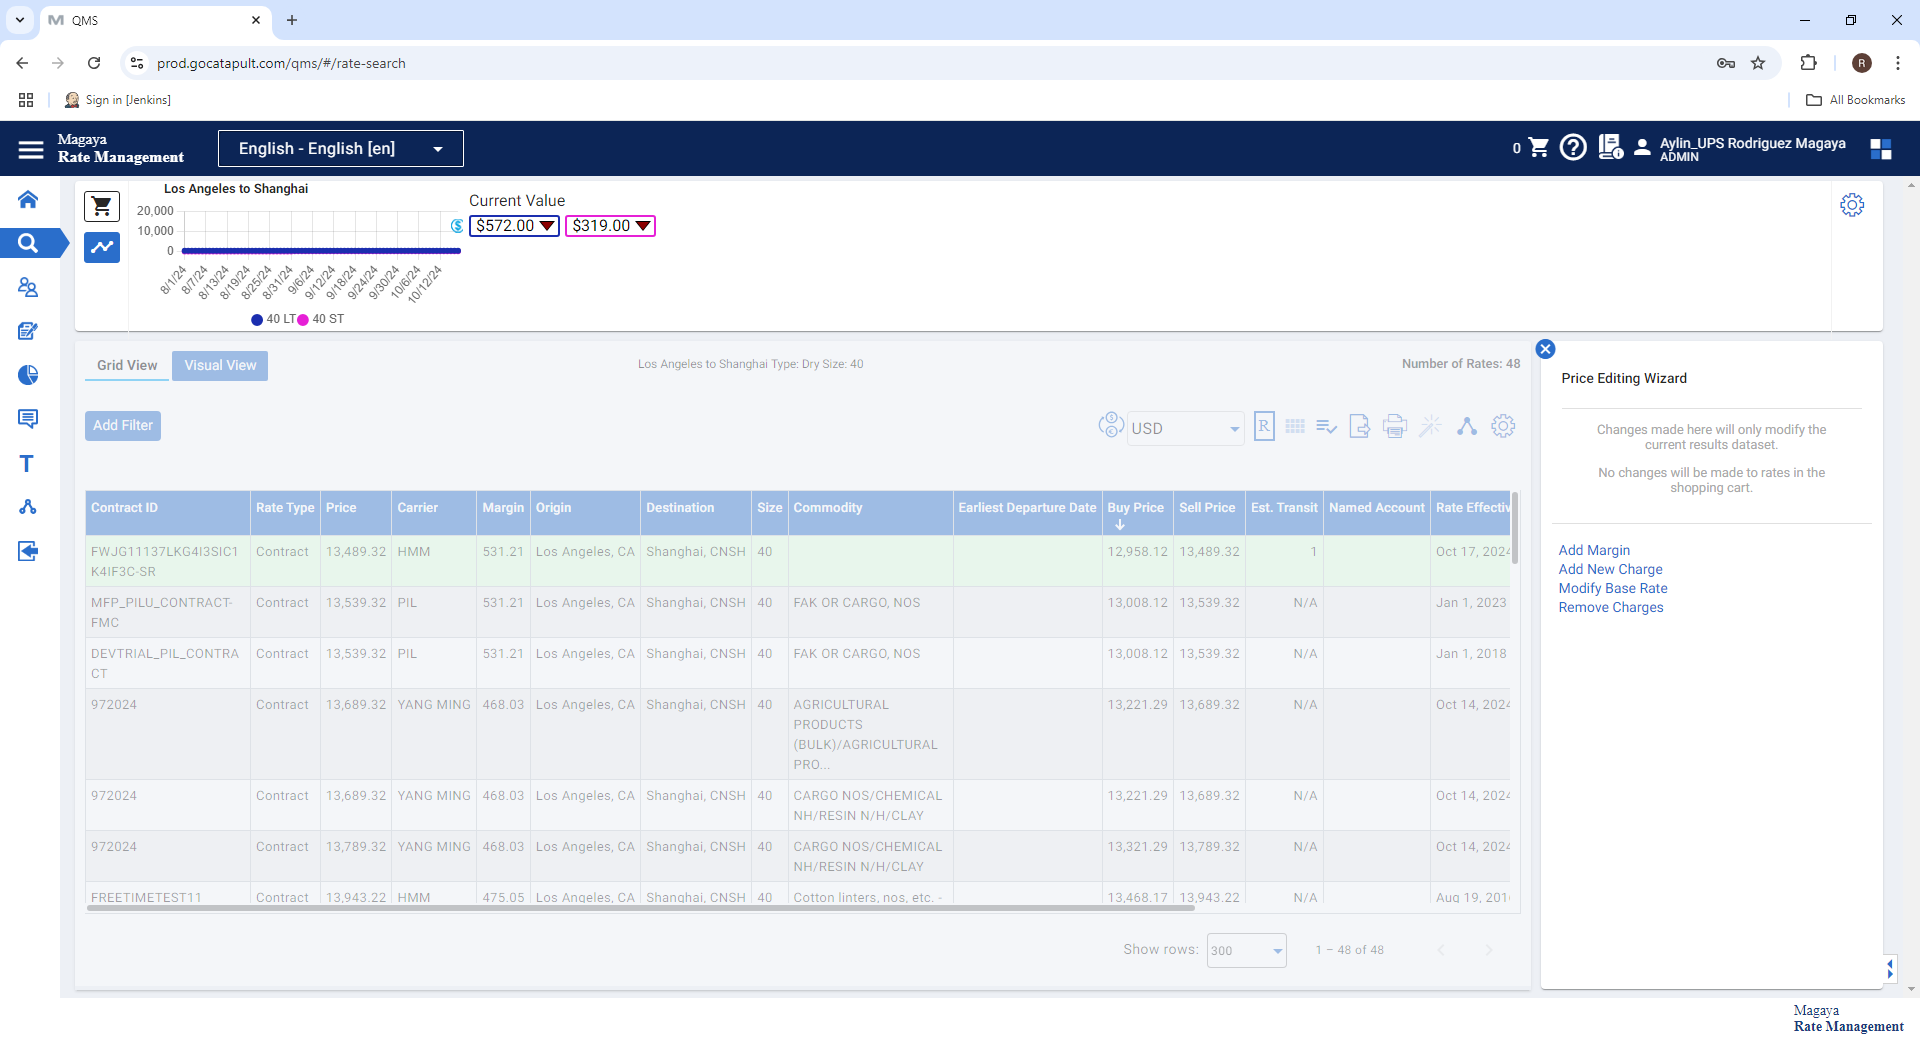 QMS
prod.gocatapult.com/qms/#/rate-search
R
Sign in [Jenkins]
All Bookmarks
Magaya
Rate Management
English - English [en]
0
Aylin_UPS Rodriguez Magaya
ADMIN
Los Angeles to Shanghai
20,000
10,000
0
8/1/24 8/7/24 8/13/24 8/19/24 8/25/24 8/31/24 9/6/24 9/12/24 9/18/24 9/24/24 9/30/24 10/6/24 10/12/24
40 LT 40 ST
Current Value
$572.00 $319.00
Grid View Visual View
Los Angeles to Shanghai Type: Dry Size: 40
Number of Rates: 48
Add Filter
USD
R
Contract ID Rate Type Price Carrier Margin Origin Destination Size Commodity Earliest Departure Date Buy Price Sell Price Est. Transit Named Account Rate Effectiv
FWJG11137LKG4I3SIC1 Contract 13,489.32 HMM 531.21 Los Angeles, CA Shanghai, CNSH 40 12,958.12 13,489.32 1 Oct 17, 2024
K4IF3C-SR
MFP_PILU_CONTRACT- Contract 13,539.32 PIL 531.21 Los Angeles, CA Shanghai, CNSH 40 FAK OR CARGO, NOS 13,008.12 13,539.32 N/A Jan 1, 2023
FMC
DEVTRIAL_PIL_CONTRA Contract 13,539.32 PIL 531.21 Los Angeles, CA Shanghai, CNSH 40 FAK OR CARGO, NOS 13,008.12 13,539.32 N/A Jan 1, 2018
CT
972024 Contract 13,689.32 YANG MING 468.03 Los Angeles, CA Shanghai, CNSH 40 AGRICULTURAL 13,221.29 13,689.32 N/A Oct 14, 2024
PRODUCTS
(BULK)/AGRICULTURAL
PRO...
972024 Contract 13,689.32 YANG MING 468.03 Los Angeles, CA Shanghai, CNSH 40 CARGO NOS/CHEMICAL 13,221.29 13,689.32 N/A Oct 14, 2024
NH/RESIN N/H/CLAY
972024 Contract 13,789.32 YANG MING 468.03 Los Angeles, CA Shanghai, CNSH 40 CARGO NOS/CHEMICAL 13,321.29 13,789.32 N/A Oct 14, 2024
NH/RESIN N/H/CLAY
FREETIMETEST11 Contract 13,943.22 HMM 475.05 Los Angeles, CA Shanghai, CNSH 40 Cotton linters, nos, etc. - 13,468.17 13,943.22 N/A Aug 19, 201
Show rows: 300 1 – 48 of 48
Price Editing Wizard
Changes made here will only modify the
current results dataset.
No changes will be made to rates in the
shopping cart.
Add Margin
Add New Charge
Modify Base Rate
Remove Charges
Magaya
Rate Management